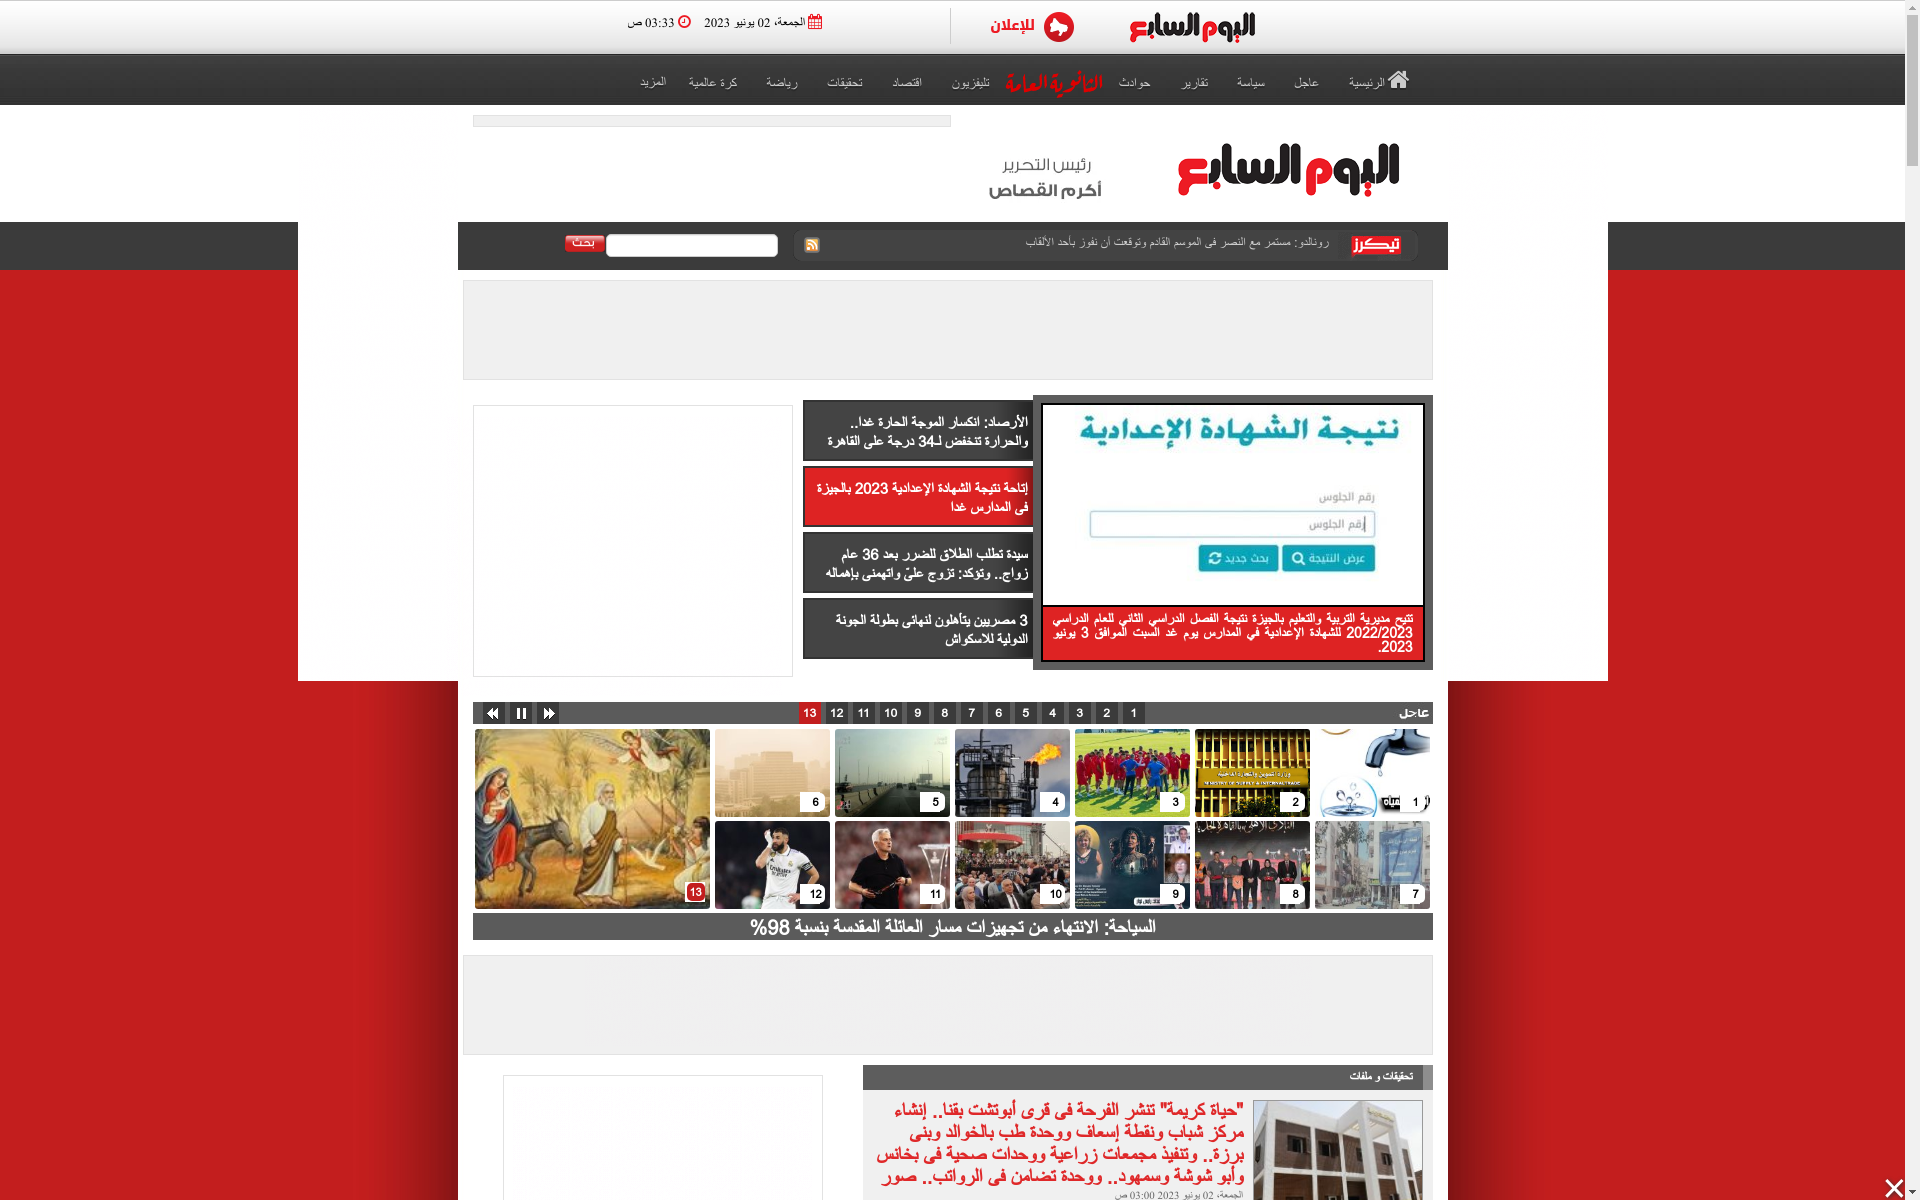 اليوم السابع
للإعلان
الجمعة، 02 يونيو 2023
03:33 ص
الرئيسية
عاجل
سياسة
تقارير
حوادث
الثانوية العامة
تليفزيون
اقتصاد
تحقيقات
رياضة
كرة عالمية
المزيد
اليوم السابع
رئيس التحرير
أكرم القصاص
تيكرز
رونالدو: مستمر مع النصر فى الموسم القادم وتوقعت أن نفوز بأحد الألقاب
بحث
نتيجة الشهادة الإعدادية
رقم الجلوس
رقم الجلوس
عرض النتيجة
بحث جديد
تتيح مديرية التربية والتعليم بالجيزة نتيجة الفصل الدراسي الثاني للعام الدراسي
2022/2023 للشهادة الإعدادية في المدارس يوم غد السبت الموافق 3 يونيو
2023.
الأرصاد: انكسار الموجة الحارة غدا..
والحرارة تنخفض لـ34 درجة على القاهرة
إتاحة نتيجة الشهادة الإعدادية 2023 بالجيزة
فى المدارس غدا
سيدة تطلب الطلاق للضرر بعد 36 عام
زواج.. وتؤكد: تزوج علىّ واتهمنى بإهماله
3 مصريين يتأهلون لنهائى بطولة الجونة
الدولية للاسكواش
عاجل
1 2 3 4 5 6 7 8 9 10 11 12 13
1
2
3
4
5
6
7
8
9
10
11
12
13
السياحة: الانتهاء من تجهيزات مسار العائلة المقدسة بنسبة 98%
تحقيقات و ملفات
"حياة كريمة" تنشر الفرحة فى قرى أبوتشت بقنا.. إنشاء
مركز شباب ونقطة إسعاف ووحدة طب بالخوالد وبنى
برزة.. وتنفيذ مجمعات زراعية ووحدات صحية فى بخانس
وأبو شوشة وسمهود.. ووحدة تضامن فى الرواتب.. صور
الجمعة، 02 يونيو 2023 03:00 ص